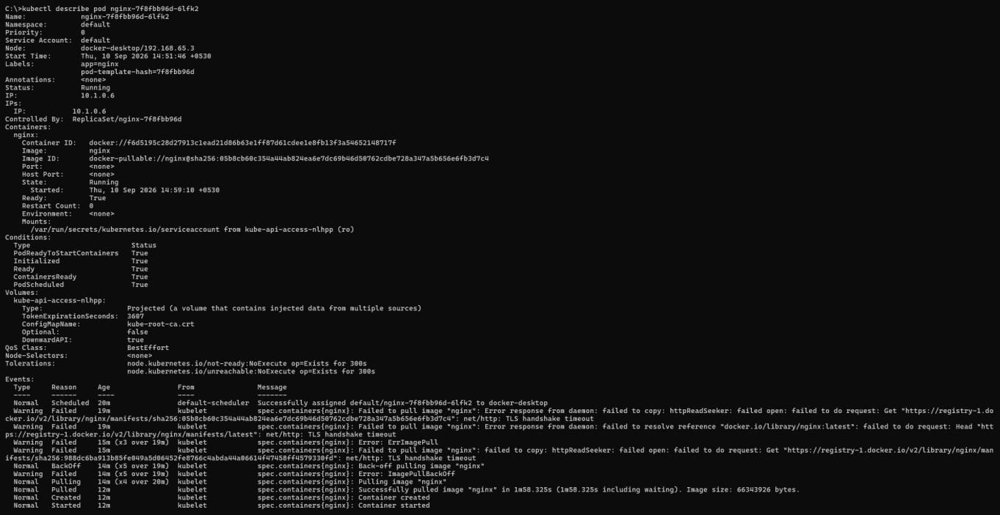 C:\>kubectl describe pod nginx-7f8fbb96d-6lfk2
Name:             nginx-7f8fbb96d-6lfk2
Namespace:        default
Priority:         0
Service Account:  default
Node:             docker-desktop/192.168.65.3
Start Time:       Thu, 10 Sep 2026 14:51:46 +0530
Labels:           app=nginx
                  pod-template-hash=7f8fbb96d
Annotations:      <none>
Status:           Running
IP:               10.1.0.6
IPs:
  IP:           10.1.0.6
Controlled By:  ReplicaSet/nginx-7f8fbb96d
Containers:
  nginx:
    Container ID:   docker://f6d5195c28d27913c1ead21d86b63e1ff87d61cdee1e8fb13f3a54652148717f
    Image:          nginx
    Image ID:       docker-pullable://nginx@sha256:05b8cb60c354a44ab824ea6e7dc69b46d50762cdbe728a347a5b656e6fb3d7c4
    Port:           <none>
    Host Port:      <none>
    State:          Running
      Started:      Thu, 10 Sep 2026 14:59:10 +0530
    Ready:          True
    Restart Count:  0
    Environment:    <none>
    Mounts:
      /var/run/secrets/kubernetes.io/serviceaccount from kube-api-access-nlhpp (ro)
Conditions:
  Type                        Status
  PodReadyToStartContainers   True
  Initialized                 True
  Ready                       True
  ContainersReady             True
  PodScheduled                True
Volumes:
  kube-api-access-nlhpp:
    Type:                    Projected (a volume that contains injected data from multiple sources)
    TokenExpirationSeconds:  3607
    ConfigMapName:           kube-root-ca.crt
    Optional:                false
    DownwardAPI:             true
QoS Class:                   BestEffort
Node-Selectors:              <none>
Tolerations:                 node.kubernetes.io/not-ready:NoExecute op=Exists for 300s
                             node.kubernetes.io/unreachable:NoExecute op=Exists for 300s
Events:
  Type     Reason     Age                 From               Message
  ----     ------     ----                ----               -------
  Normal   Scheduled  20m                 default-scheduler  Successfully assigned default/nginx-7f8fbb96d-6lfk2 to docker-desktop
  Warning  Failed     19m                 kubelet            spec.containers{nginx}: Failed to pull image "nginx": Error response from daemon: failed to copy: httpReadSeeker: failed open: failed to do request: Get "https://registry-1.do
cker.io/v2/library/nginx/manifests/sha256:05b8cb60c354a44ab824ea6e7dc69b46d50762cdbe728a347a5b656e6fb3d7c4": net/http: TLS handshake timeout
  Warning  Failed     19m                 kubelet            spec.containers{nginx}: Failed to pull image "nginx": Error response from daemon: failed to resolve reference "docker.io/library/nginx:latest": failed to do request: Head "htt
ps://registry-1.docker.io/v2/library/nginx/manifests/latest": net/http: TLS handshake timeout
  Warning  Failed     15m (x3 over 19m)   kubelet            spec.containers{nginx}: Error: ErrImagePull
  Warning  Failed     15m                 kubelet            spec.containers{nginx}: Failed to pull image "nginx": failed to copy: httpReadSeeker: failed open: failed to do request: Get "https://registry-1.docker.io/v2/library/nginx/man
ifests/sha256:988dc6ba913b85fe049a5d06452fe8766c4abda44a06614f47458ff4579330fd": net/http: TLS handshake timeout
  Normal   BackOff    14m (x5 over 19m)   kubelet            spec.containers{nginx}: Back-off pulling image "nginx"
  Warning  Failed     14m (x5 over 19m)   kubelet            spec.containers{nginx}: Error: ImagePullBackOff
  Normal   Pulling    14m (x4 over 20m)   kubelet            spec.containers{nginx}: Pulling image "nginx"
  Normal   Pulled     12m                 kubelet            spec.containers{nginx}: Successfully pulled image "nginx" in 1m58.325s (1m58.325s including waiting). Image size: 66343926 bytes.
  Normal   Created    12m                 kubelet            spec.containers{nginx}: Container created
  Normal   Started    12m                 kubelet            spec.containers{nginx}: Container started